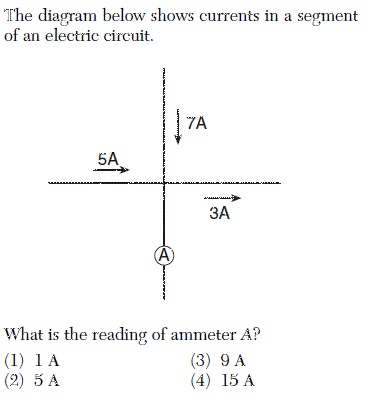 The diagram below shows currents in a segment
of an electric circuit.
7A
5A
3A
A
What is the reading of ammeter A?
(1) 1 A (3) 9 A
(2) 5 A (4) 15 A